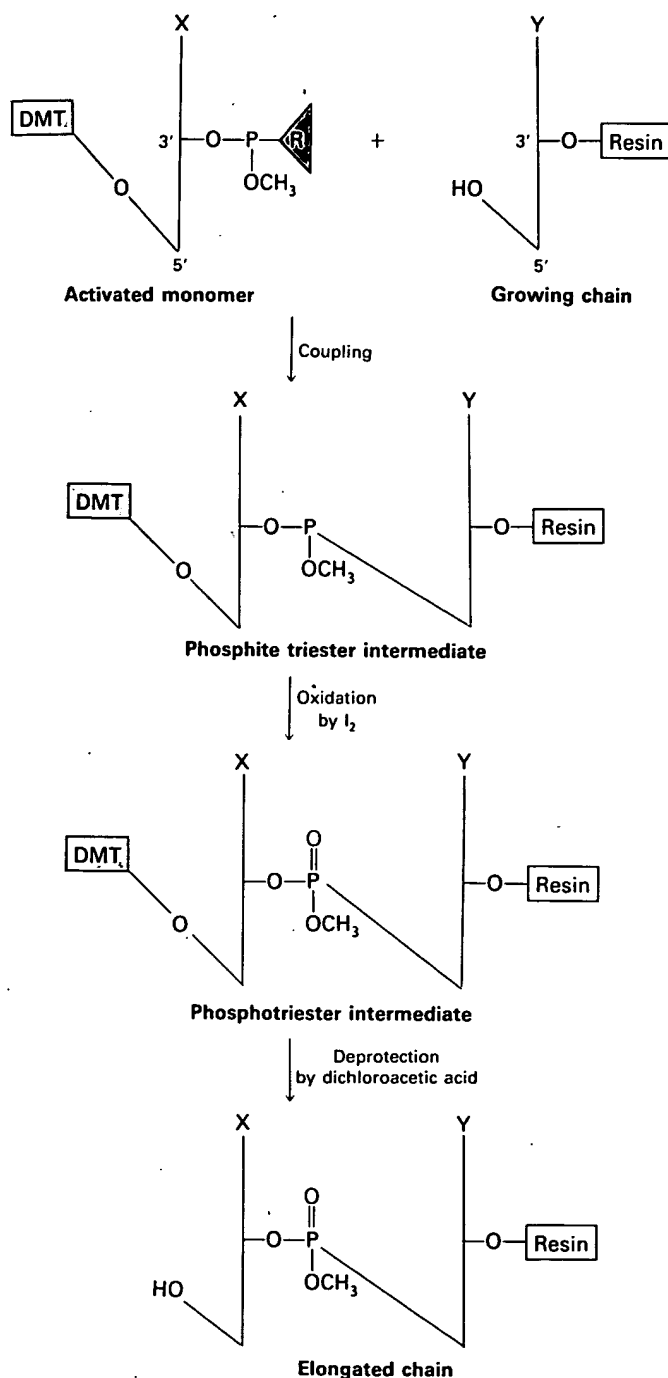 X Y
DMT 3′ O P R + 3′ O Resin
O OCH₃ HO
5′ 5′
Activated monomer Growing chain
Coupling
X Y
DMT O P O Resin
O OCH₃
Phosphite triester intermediate
Oxidation
by I₂
X Y
O
DMT O P O Resin
O OCH₃
Phosphotriester intermediate
Deprotection
by dichloroacetic acid
X Y
O
O P O Resin
HO OCH₃
Elongated chain